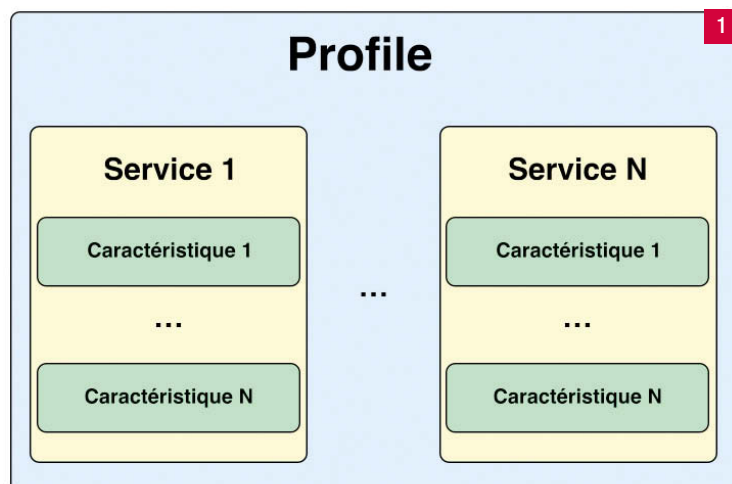 1
Profile
Service 1
Caractéristique 1
...
Caractéristique N
...
Service N
Caractéristique 1
...
Caractéristique N